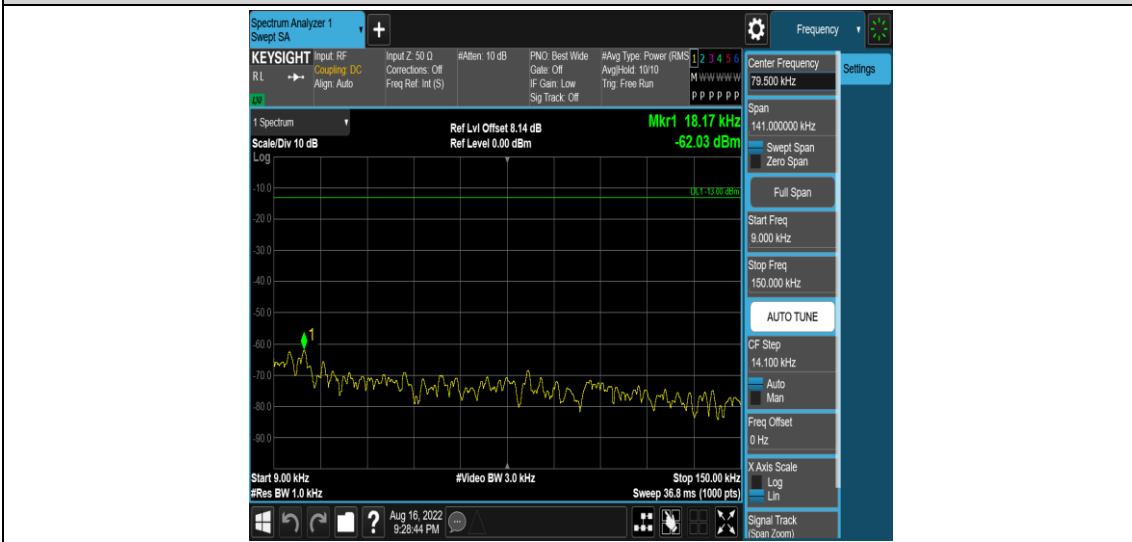 Spectrum Analyzer 1
Swept SA
+
Frequency
KEYSIGHT
Input: RF
Input Z: 50 Ω
#Atten: 10 dB
PNO: Best Wide
#Avg Type: Power (RMS
1 2 3 4 5 6
R L
Coupling: DC
Corrections: Off
Gate: Off
Avg|Hold: 10/10
M W W W W W
Align: Auto
Freq Ref: Int (S)
IF Gain: Low
Trig: Free Run
Sig Track: Off
P P P P P P
LXI
1 Spectrum
Ref Lvl Offset 8.14 dB
Mkr1 18.17 kHz
Scale/Div 10 dB
Ref Level 0.00 dBm
-62.03 dBm
Log
DL1 -13.00 dBm
-10.0
-20.0
-30.0
-40.0
-50.0
-60.0
-70.0
-80.0
-90.0
1
Start 9.00 kHz
#Video BW 3.0 kHz
Stop 150.00 kHz
#Res BW 1.0 kHz
Sweep 36.8 ms (1000 pts)
?
Aug 16, 2022
9:28:44 PM
Center Frequency
79.500 kHz
Settings
Span
141.000000 kHz
Swept Span
Zero Span
Full Span
Start Freq
9.000 kHz
Stop Freq
150.000 kHz
AUTO TUNE
CF Step
14.100 kHz
Auto
Man
Freq Offset
0 Hz
X Axis Scale
Log
Lin
Signal Track
(Span Zoom)